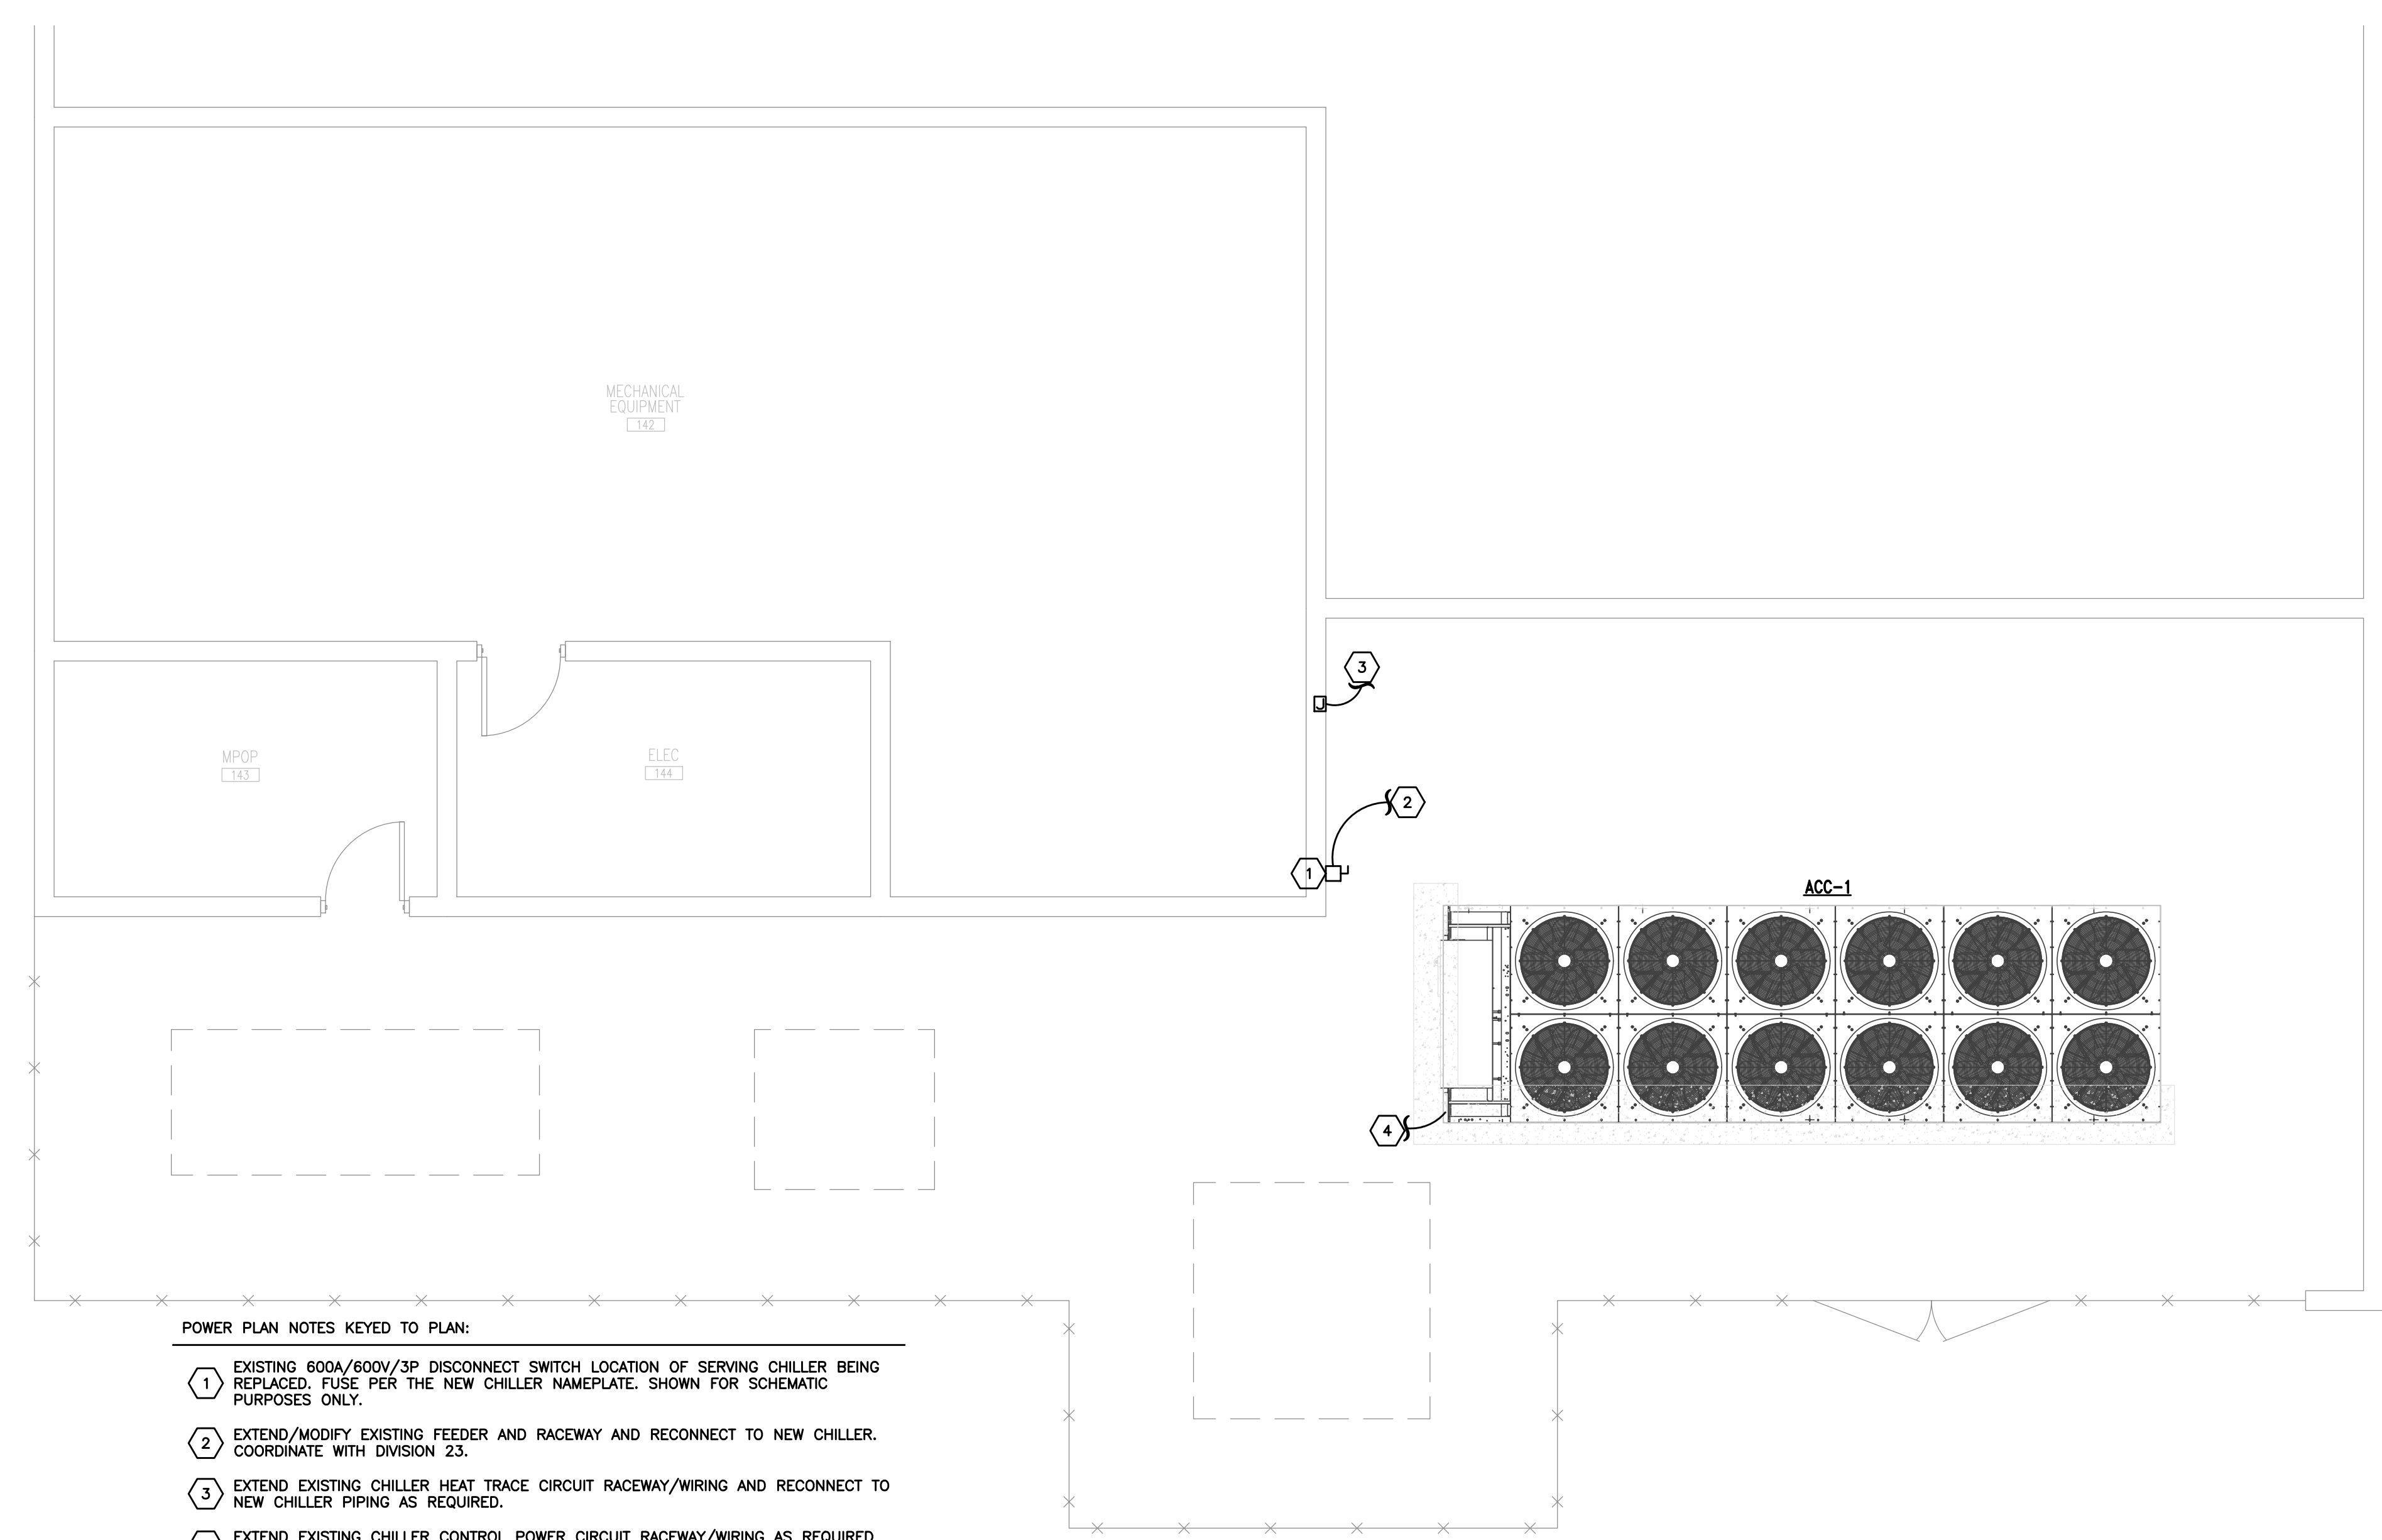 MECHANICAL
EQUIPMENT
142
3
J
MPOP
143
ELEC
144
2
1
ACC-1
4
POWER PLAN NOTES KEYED TO PLAN:
1
EXISTING 600A/600V/3P DISCONNECT SWITCH LOCATION OF SERVING CHILLER BEING
REPLACED. FUSE PER THE NEW CHILLER NAMEPLATE. SHOWN FOR SCHEMATIC
PURPOSES ONLY.
2
EXTEND/MODIFY EXISTING FEEDER AND RACEWAY AND RECONNECT TO NEW CHILLER.
COORDINATE WITH DIVISION 23.
3
EXTEND EXISTING CHILLER HEAT TRACE CIRCUIT RACEWAY/WIRING AND RECONNECT TO
NEW CHILLER PIPING AS REQUIRED.
EXTEND EXISTING CHILLER CONTROL POWER CIRCUIT RACEWAY/WIRING AS REQUIRED